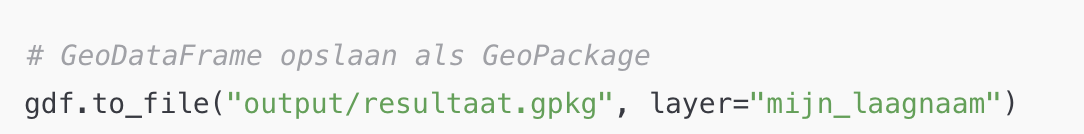 # GeoDataFrame opslaan als GeoPackage
gdf.to_file("output/resultaat.gpkg", layer="mijn_laagnaam")